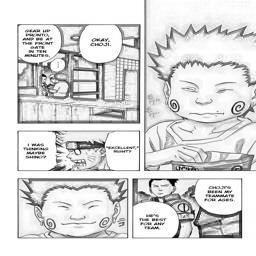 GEAR UP
PRONTO,
AND BE AT
THE FRONT
GATE
IN TEN
MINUTES.
OKAY,
CHOJI.
I WAS
THINKING
MAYBE
SHINO?
"EXCELLENT,"
RIGHT?
CHOJI'S
BEEN MY
TEAMMATE
FOR AGES.
HE'S
THE BEST
FOR ANY
TEAM.